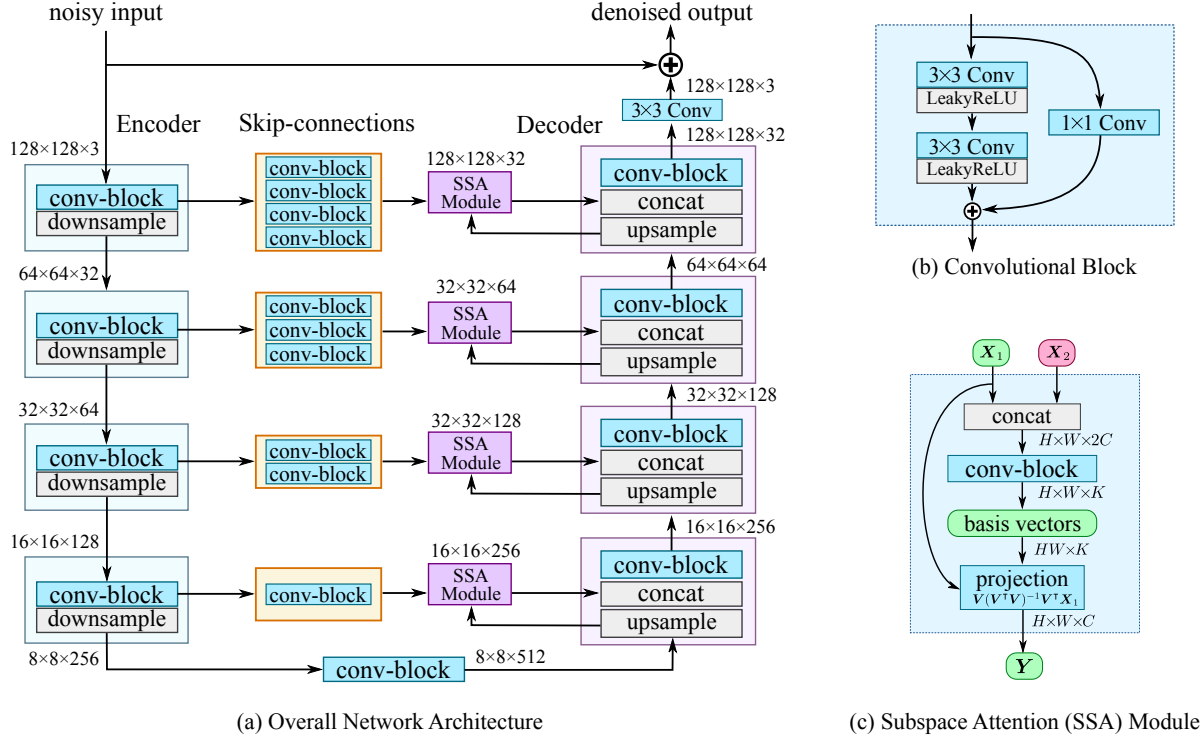 noisy input
denoised output
128×128×3
3×3 Conv
Encoder
Skip-connections
Decoder
128×128×32
128×128×3
conv-block
downsample
conv-block
conv-block
conv-block
conv-block
128×128×32
SSA
Module
conv-block
concat
upsample
64×64×32
64×64×64
conv-block
downsample
conv-block
conv-block
conv-block
32×32×64
SSA
Module
conv-block
concat
upsample
32×32×64
32×32×128
conv-block
downsample
conv-block
conv-block
32×32×128
SSA
Module
conv-block
concat
upsample
16×16×128
16×16×256
conv-block
downsample
conv-block
16×16×256
SSA
Module
conv-block
concat
upsample
8×8×256
conv-block
8×8×512
(a) Overall Network Architecture
3×3 Conv
LeakyReLU
3×3 Conv
LeakyReLU
1×1 Conv
(b) Convolutional Block
X₁
X₂
concat
H×W×2C
conv-block
H×W×K
basis vectors
HW×K
projection
V(VᵀV)⁻¹VᵀX₁
H×W×C
Y
(c) Subspace Attention (SSA) Module